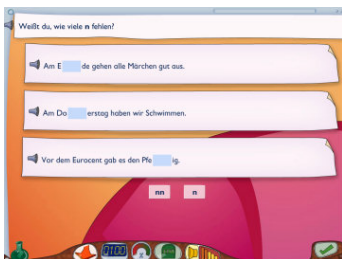 Weißt du, wie viele n fehlen?
Am E de gehen alle Märchen gut aus.
Am Do erstag haben wir Schwimmen.
Vor dem Eurocent gab es den Pfe ig.
nn n